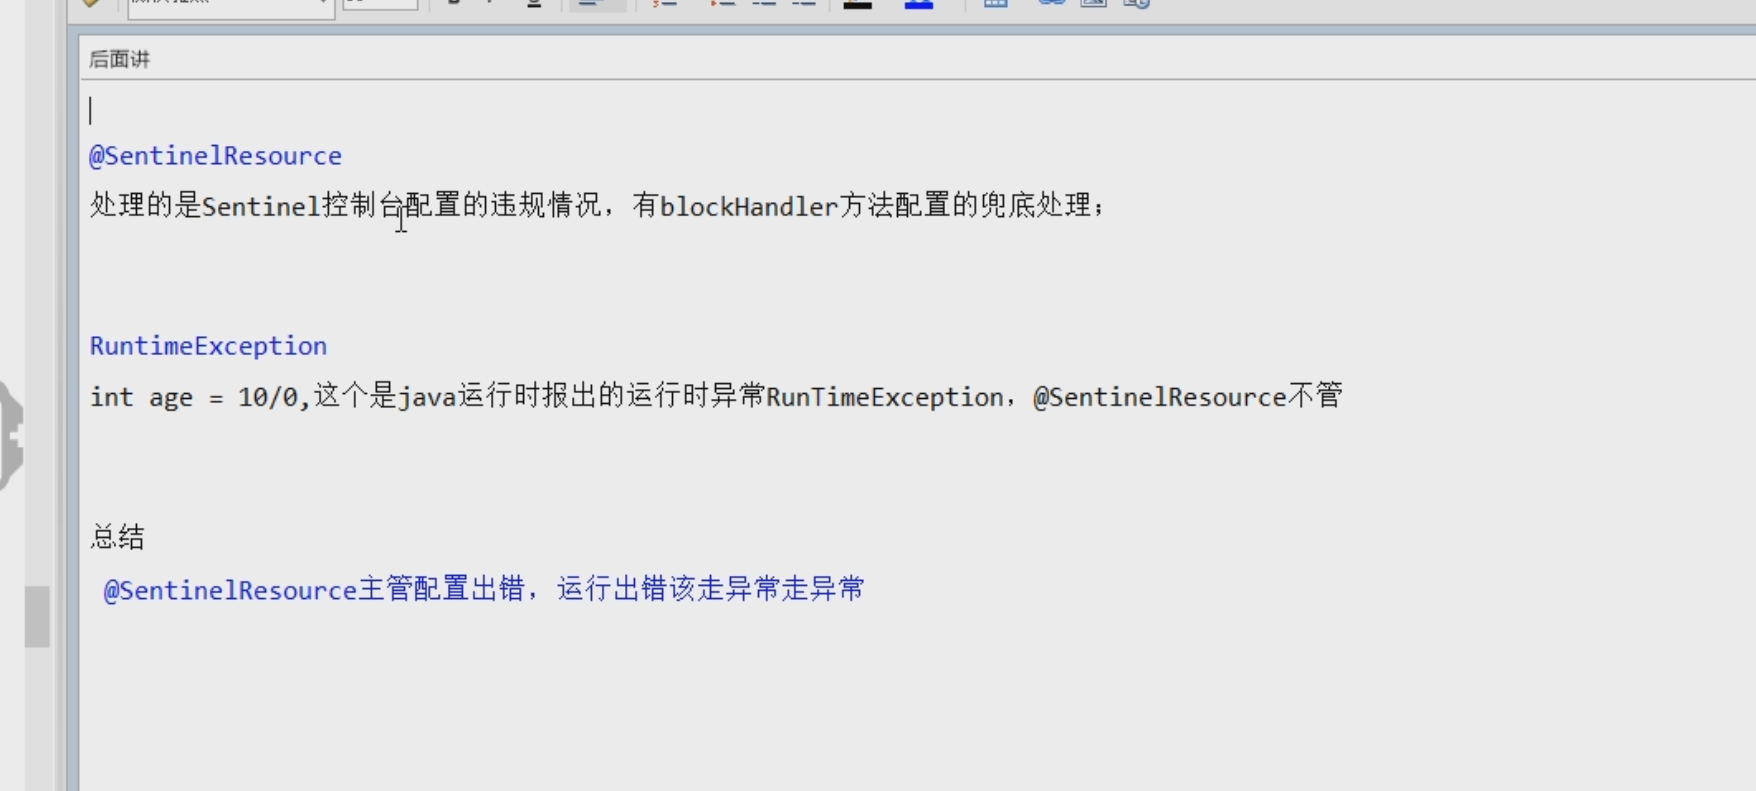 后面讲
@SentinelResource
处理的是Sentinel控制台配置的违规情况，有blockHandler方法配置的兜底处理；
RuntimeException
int age = 10/0,这个是java运行时报出的运行时异常RunTimeException，@SentinelResource不管
总结
@SentinelResource主管配置出错，运行出错该走异常走异常